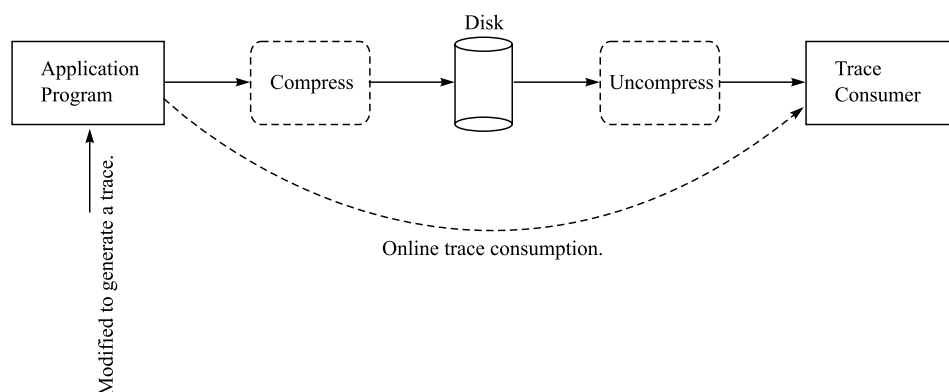 Disk
Application
Program
Compress
Uncompress
Trace
Consumer
Online trace consumption.
Modified to generate a trace.